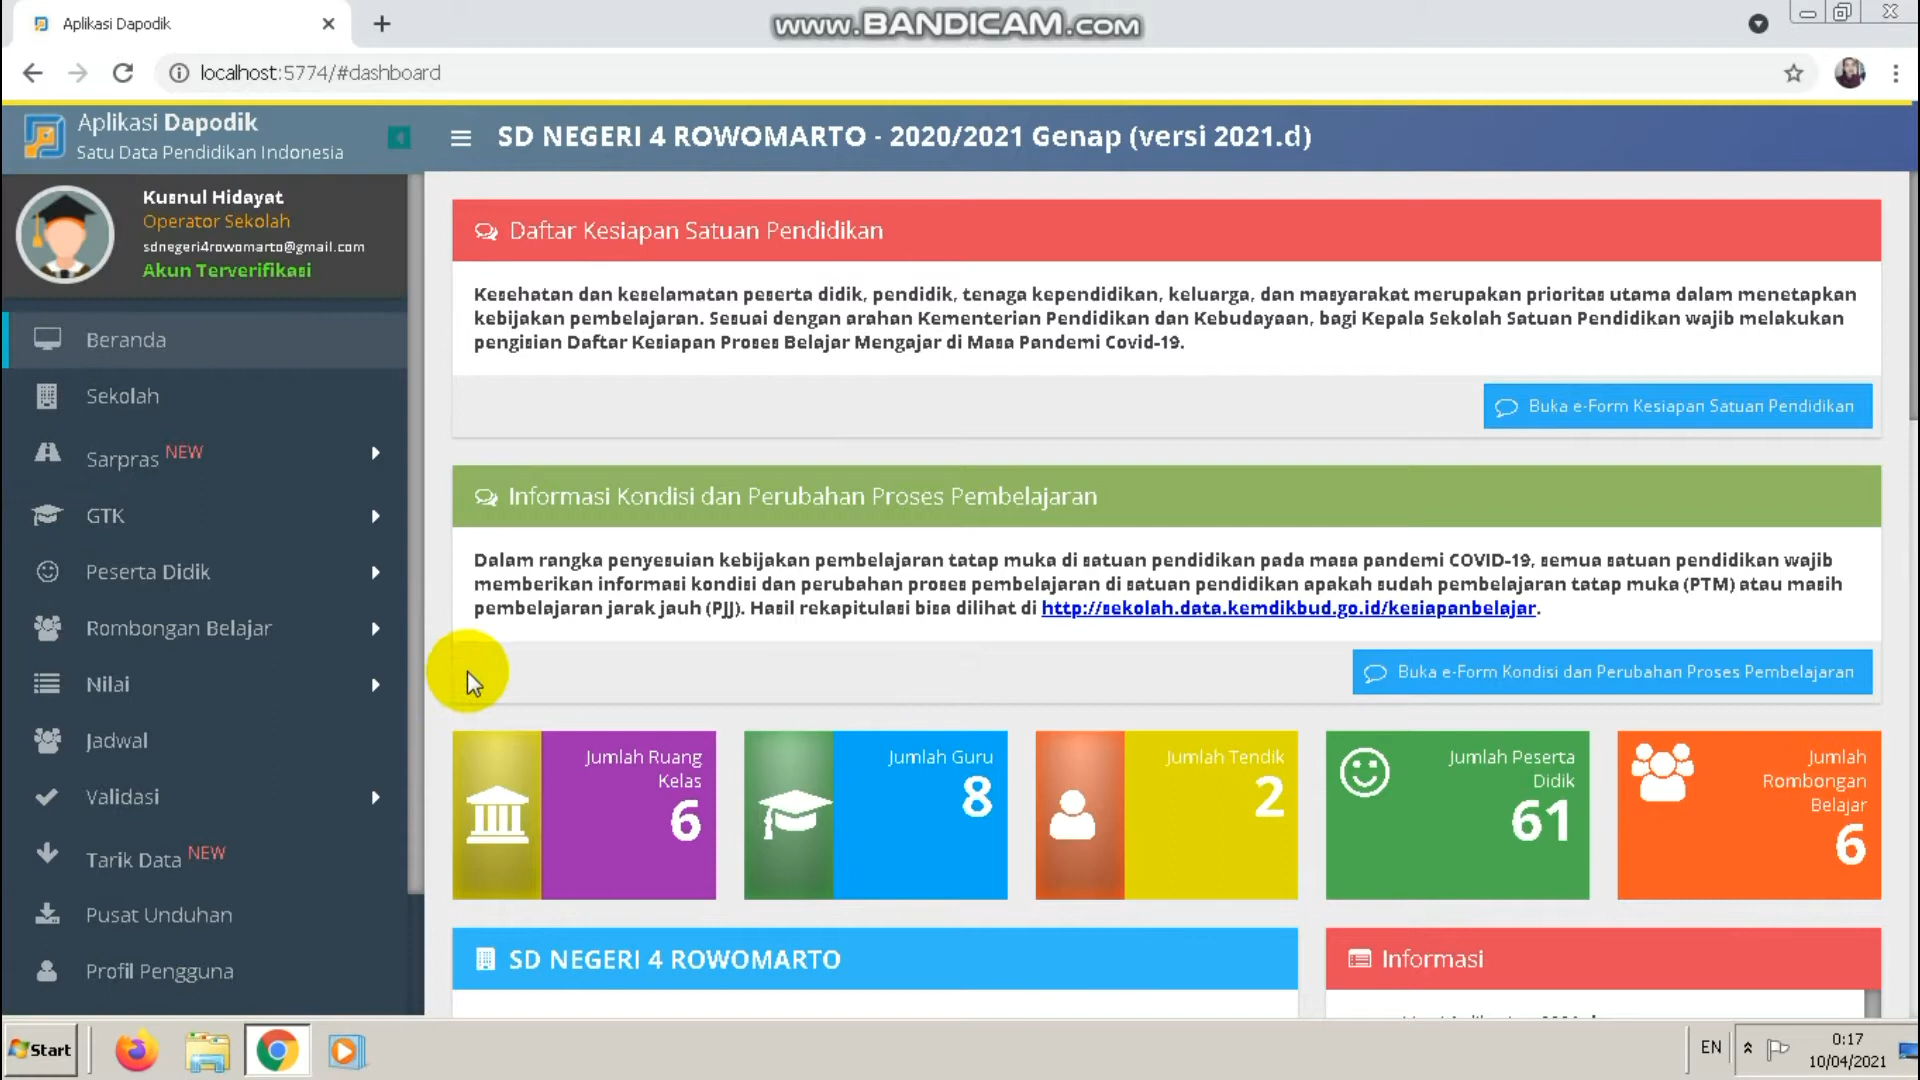 Aplikasi Dapodik
www.BANDICAM.com
localhost:5774/#dashboard
Aplikasi Dapodik
Satu Data Pendidikan Indonesia
SD NEGERI 4 ROWOMARTO - 2020/2021 Genap (versi 2021.d)
Kusnul Hidayat
Operator Sekolah
sdnegeri4rowomarto@gmail.com
Akun Terverifikasi
Beranda
Sekolah
Sarpras NEW
GTK
Peserta Didik
Rombongan Belajar
Nilai
Jadwal
Validasi
Tarik Data NEW
Pusat Unduhan
Profil Pengguna
Daftar Kesiapan Satuan Pendidikan
Kesehatan dan keselamatan peserta didik, pendidik, tenaga kependidikan, keluarga, dan masyarakat merupakan prioritas utama dalam menetapkan
kebijakan pembelajaran. Sesuai dengan arahan Kementerian Pendidikan dan Kebudayaan, bagi Kepala Sekolah Satuan Pendidikan wajib melakukan
pengisian Daftar Kesiapan Proses Belajar Mengajar di Masa Pandemi Covid-19.
Buka e-Form Kesiapan Satuan Pendidikan
Informasi Kondisi dan Perubahan Proses Pembelajaran
Dalam rangka penyesuian kebijakan pembelajaran tatap muka di satuan pendidikan pada masa pandemi COVID-19, semua satuan pendidikan wajib
memberikan informasi kondisi dan perubahan proses pembelajaran di satuan pendidikan apakah sudah pembelajaran tatap muka (PTM) atau masih
pembelajaran jarak jauh (PJJ). Hasil rekapitulasi bisa dilihat di http://sekolah.data.kemdikbud.go.id/kesiapanbelajar.
Buka e-Form Kondisi dan Perubahan Proses Pembelajaran
Jumlah Ruang
Kelas
6
Jumlah Guru
8
Jumlah Tendik
2
Jumlah Peserta
Didik
61
Jumlah
Rombongan
Belajar
6
SD NEGERI 4 ROWOMARTO
Informasi
Start
EN
0:17
10/04/2021